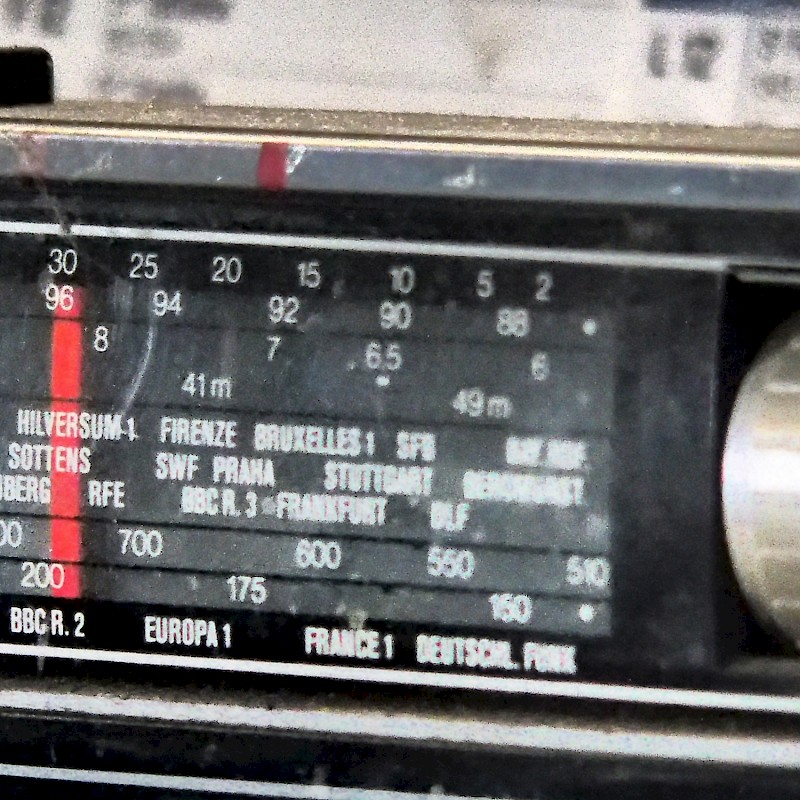 30 25 20 15 10 5 2
96 94 92 90 88
8 7 6,5 6
41m 49m
HILVERSUM 1 FIRENZE BRUXELLES 1 SFB
SOTTENS SWF PRAHA STUTTGART
BERG RFE BBC R. 3 FRANKFURT DLF
00 700 600 550 510
200 175 150
BBC R. 2 EUROPA 1 FRANCE 1 DEUTSCHL. FUNK